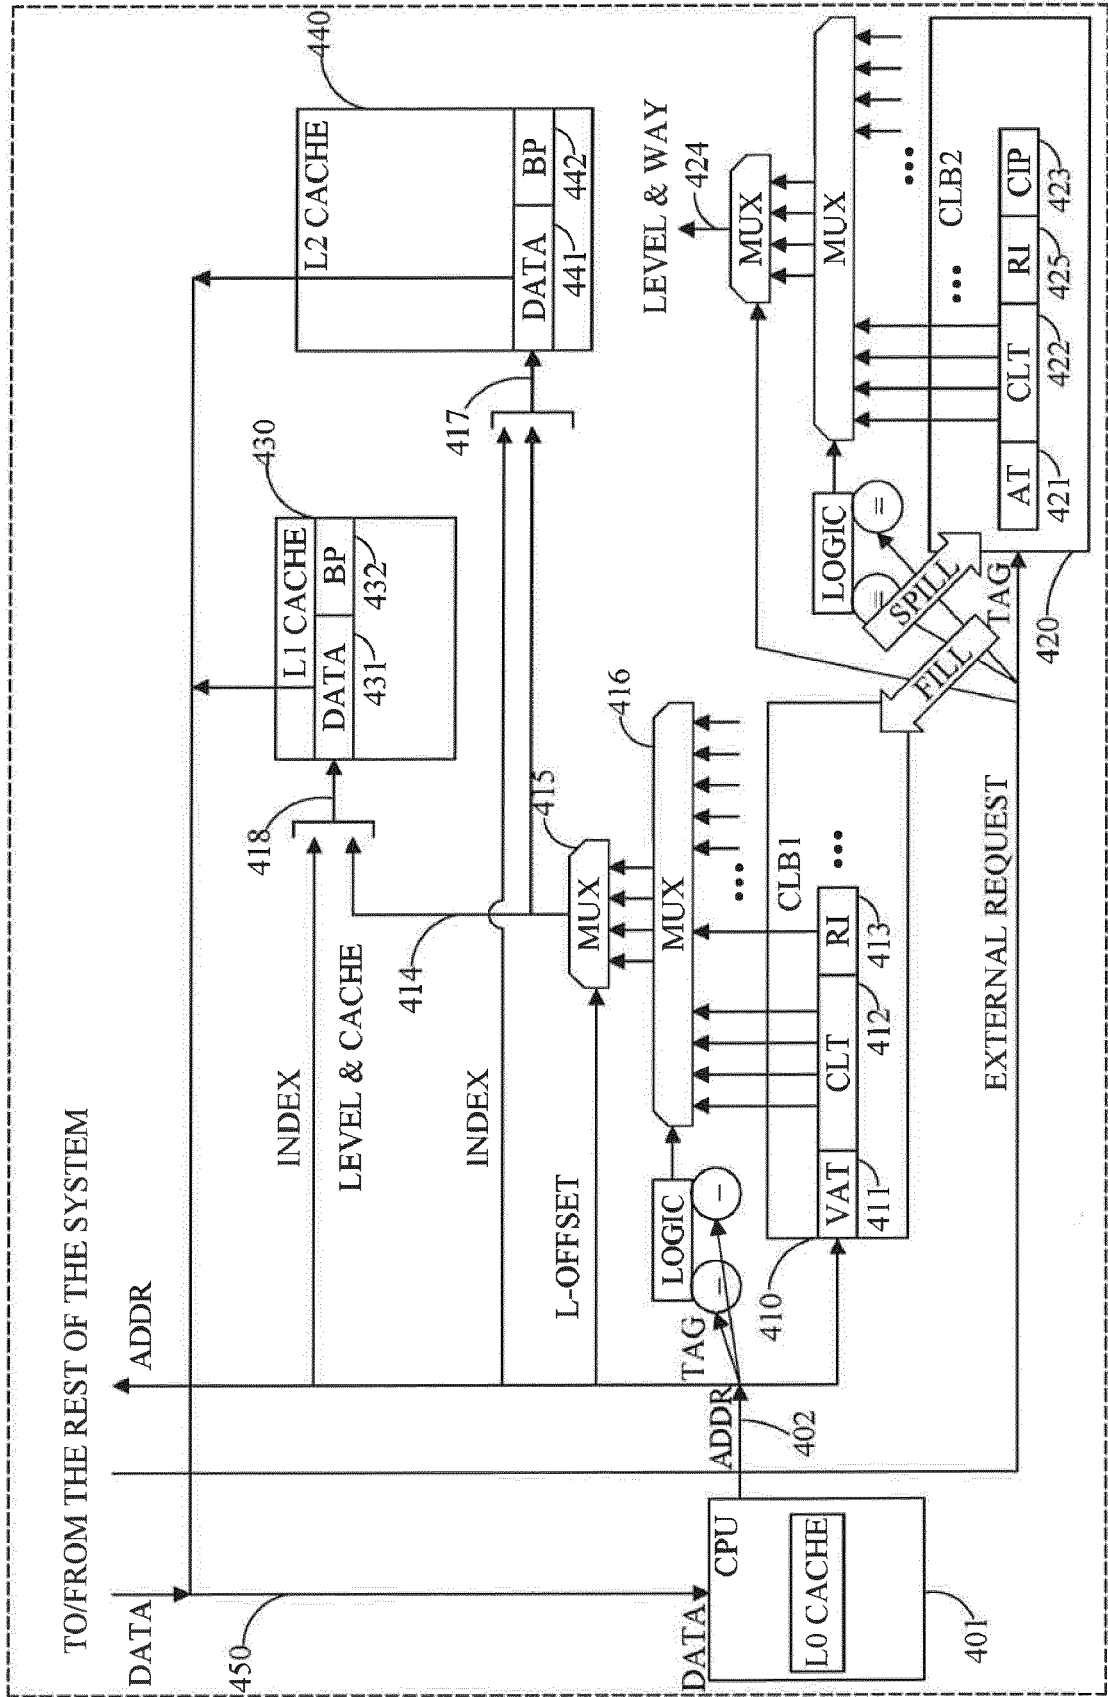 TO/FROM THE REST OF THE SYSTEM
DATA
ADDR
450
INDEX
418
L1 CACHE
430
DATA
BP
431
432
LEVEL & CACHE
L2 CACHE
440
DATA
BP
441
442
417
INDEX
414
L-OFFSET
MUX
415
LEVEL & WAY
424
MUX
416
MUX
TAG
LOGIC
=
–
LOGIC
=
=
MUX
DATA
CPU
L0 CACHE
401
ADDR
402
410
CLB1
VAT
CLT
RI
411
412
413
...
...
FILL
SPILL
TAG
EXTERNAL REQUEST
420
CLB2
...
...
AT
CLT
RI
CIP
421
422
425
423